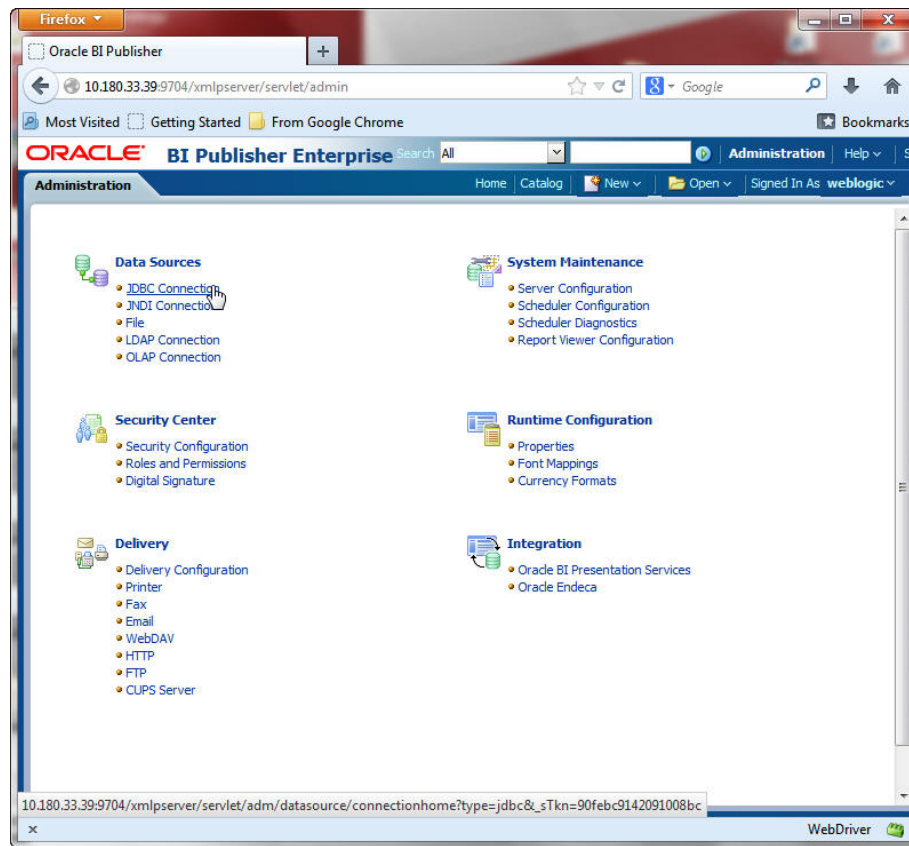 Firefox
Oracle BI Publisher
+
10.180.33.39:9704/xmlpserver/servlet/admin
8 Google
Most Visited Getting Started From Google Chrome Bookmarks
ORACLE BI Publisher Enterprise Search All Administration Help
Administration Home Catalog New Open Signed In As weblogic
Data Sources
JDBC Connection
JNDI Connection
File
LDAP Connection
OLAP Connection
System Maintenance
Server Configuration
Scheduler Configuration
Scheduler Diagnostics
Report Viewer Configuration
Security Center
Security Configuration
Roles and Permissions
Digital Signature
Runtime Configuration
Properties
Font Mappings
Currency Formats
Delivery
Delivery Configuration
Printer
Fax
Email
WebDAV
HTTP
FTP
CUPS Server
Integration
Oracle BI Presentation Services
Oracle Endeca
10.180.33.39:9704/xmlpserver/servlet/adm/datasource/connectionhome?type=jdbc&_sTkn=90febc9142091008bc
x WebDriver